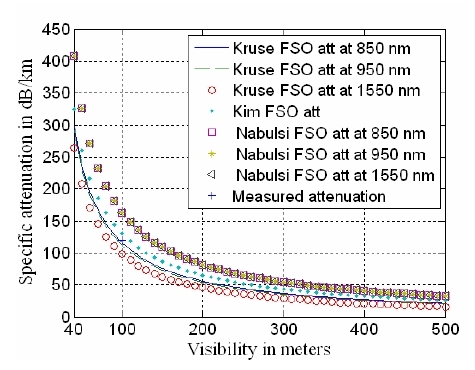 450
400
350
300
250
200
150
100
50
0
Specific attenuation in dB/km
Kruse FSO att at 850 nm
Kruse FSO att at 950 nm
Kruse FSO att at 1550 nm
Kim FSO att
Nabulsi FSO att at 850 nm
Nabulsi FSO att at 950 nm
Nabulsi FSO att at 1550 nm
Measured attenuation
40 100 200 300 400 500
Visibility in meters